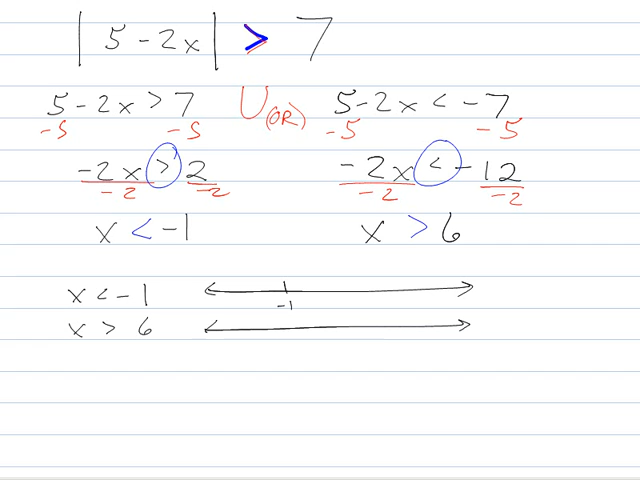 | 5 - 2x | > 7
5 - 2x > 7 U (OR) 5 - 2x < -7
-5 -5 -5 -5
-2x > 2 -2x < -12
-2 -2 -2 -2
x < -1 x > 6
x < -1
-1
x > 6